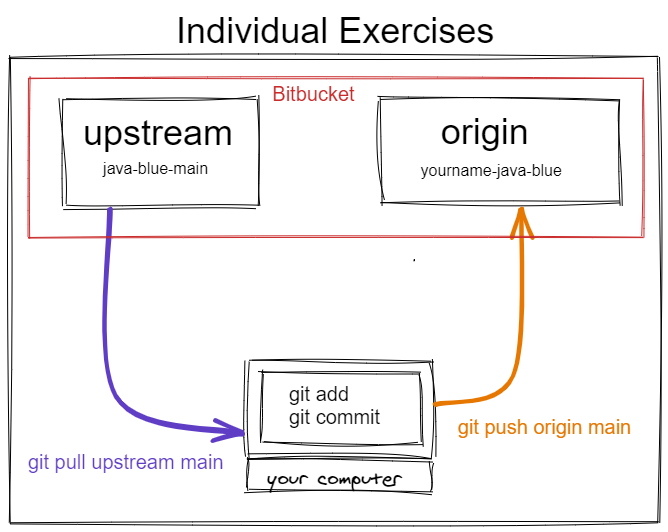 Individual Exercises
Bitbucket
upstream
java-blue-main
origin
yourname-java-blue
git add
git commit
git push origin main
git pull upstream main
your computer